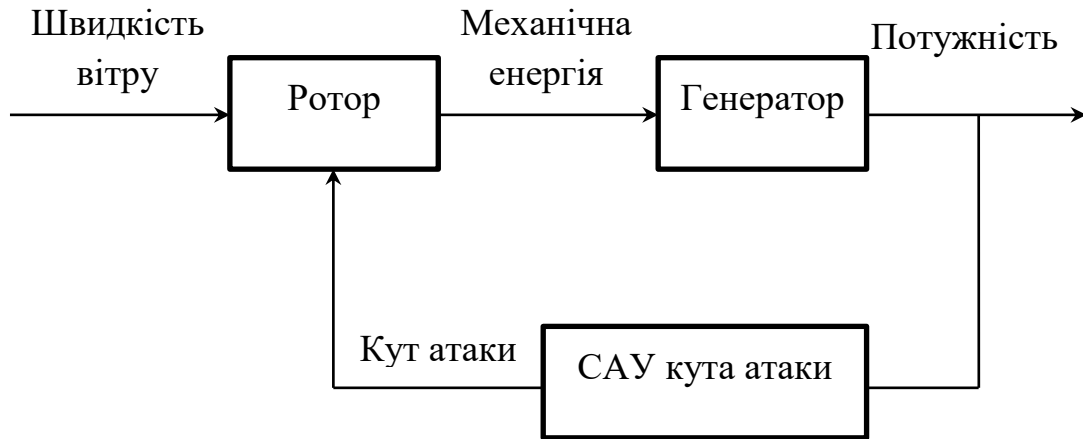 Швидкість
вітру
Ротор
Механічна
енергія
Генератор
Потужність
Кут атаки
САУ кута атаки